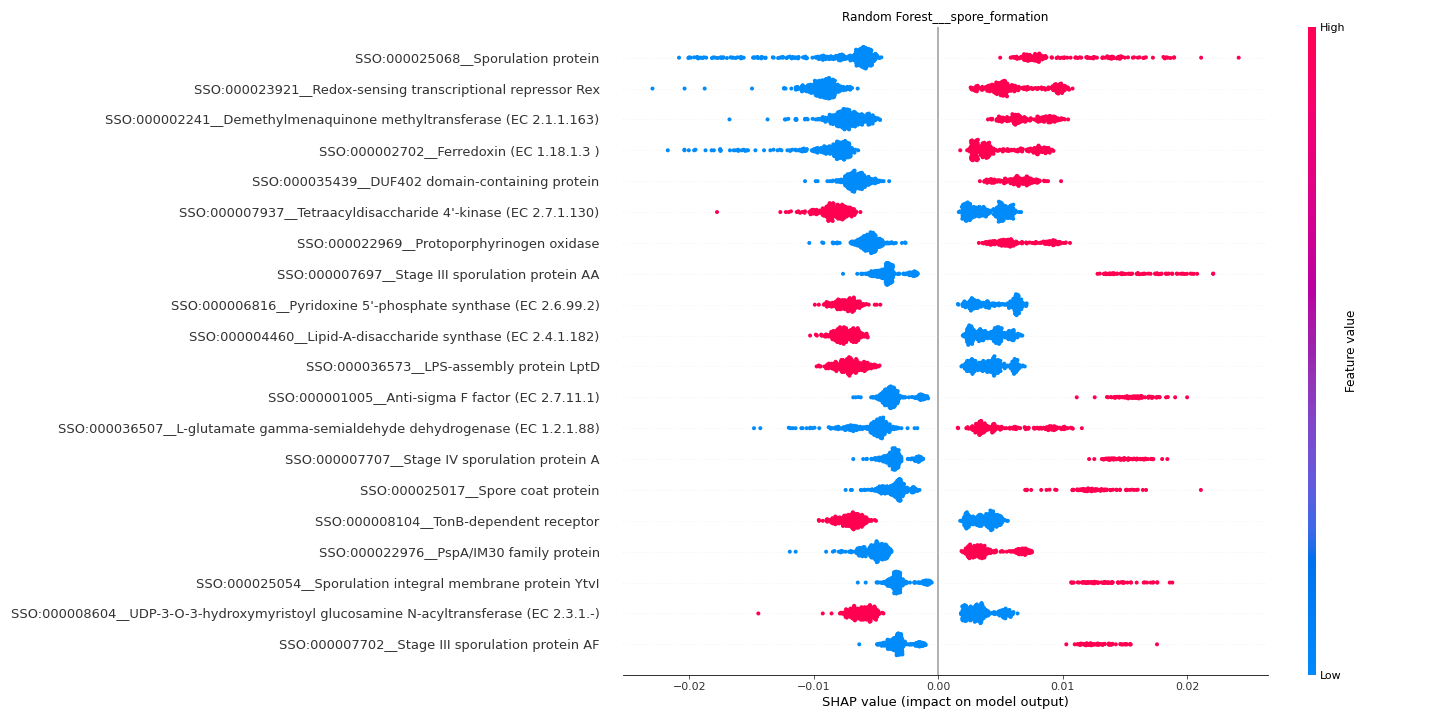 Random Forest___spore_formation
SSO:000025068__Sporulation protein
SSO:000023921__Redox-sensing transcriptional repressor Rex
SSO:000002241__Demethylmenaquinone methyltransferase (EC 2.1.1.163)
SSO:000002702__Ferredoxin (EC 1.18.1.3 )
SSO:000035439__DUF402 domain-containing protein
SSO:000007937__Tetraacyldisaccharide 4'-kinase (EC 2.7.1.130)
SSO:000022969__Protoporphyrinogen oxidase
SSO:000007697__Stage III sporulation protein AA
SSO:000006816__Pyridoxine 5'-phosphate synthase (EC 2.6.99.2)
SSO:000004460__Lipid-A-disaccharide synthase (EC 2.4.1.182)
SSO:000036573__LPS-assembly protein LptD
SSO:000001005__Anti-sigma F factor (EC 2.7.11.1)
SSO:000036507__L-glutamate gamma-semialdehyde dehydrogenase (EC 1.2.1.88)
SSO:000007707__Stage IV sporulation protein A
SSO:000025017__Spore coat protein
SSO:000008104__TonB-dependent receptor
SSO:000022976__PspA/IM30 family protein
SSO:000025054__Sporulation integral membrane protein YtvI
SSO:000008604__UDP-3-O-3-hydroxymyristoyl glucosamine N-acyltransferase (EC 2.3.1.-)
SSO:000007702__Stage III sporulation protein AF
−0.02 −0.01 0.00 0.01 0.02
SHAP value (impact on model output)
High
Feature value
Low